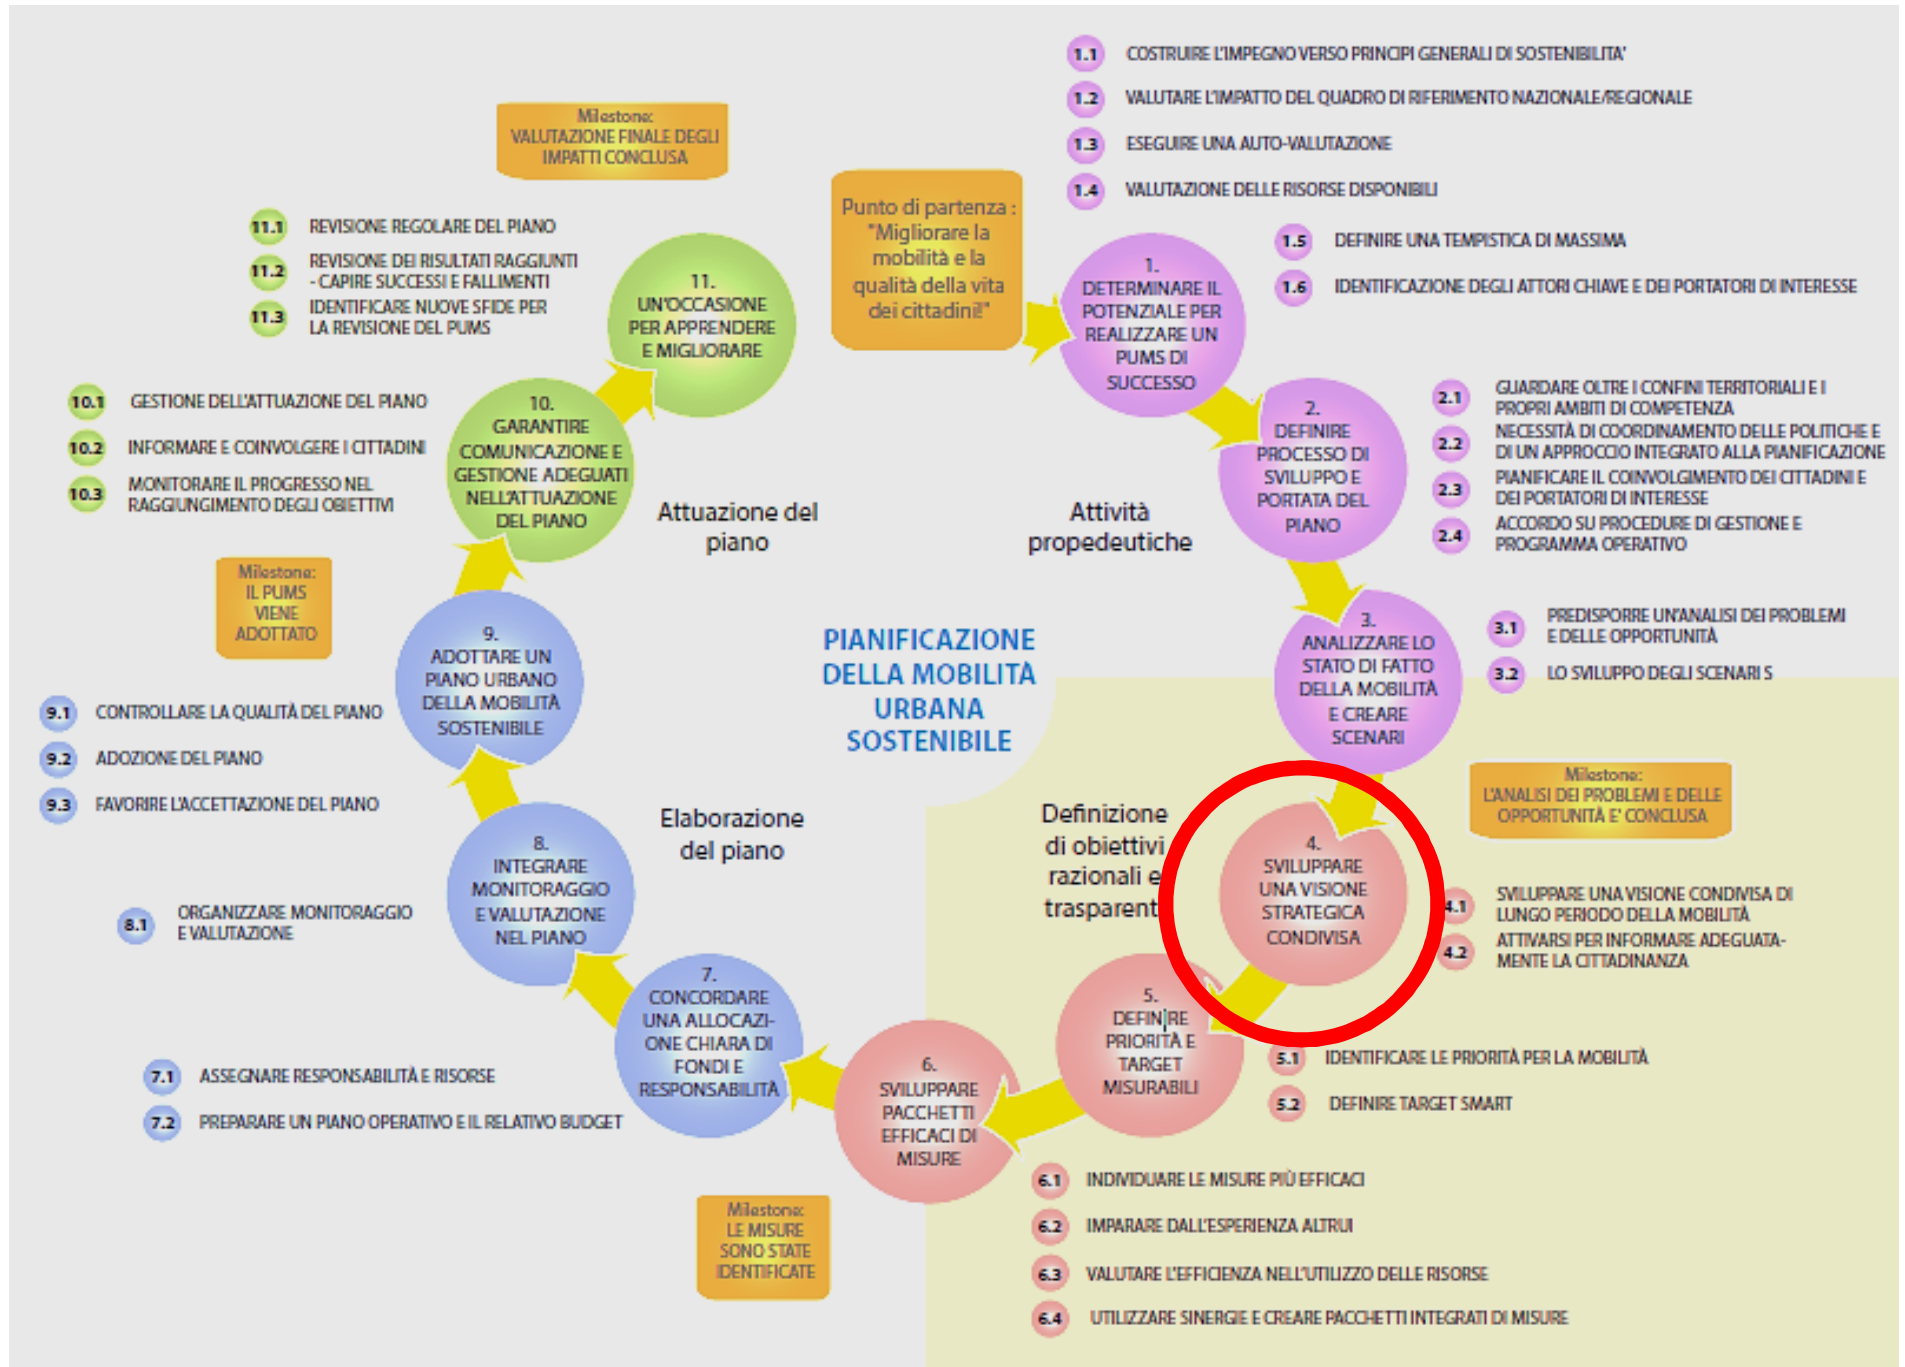 1.1 COSTRUIRE L'IMPEGNO VERSO PRINCIPI GENERALI DI SOSTENIBILITA'
1.2 VALUTARE L'IMPATTO DEL QUADRO DI RIFERIMENTO NAZIONALE/REGIONALE
1.3 ESEGUIRE UNA AUTO-VALUTAZIONE
1.4 VALUTAZIONE DELLE RISORSE DISPONIBILI
1.5 DEFINIRE UNA TEMPISTICA DI MASSIMA
1.6 IDENTIFICAZIONE DEGLI ATTORI CHIAVE E DEI PORTATORI DI INTERESSE
Punto di partenza :
"Migliorare la
mobilità e la
qualità della vita
dei cittadini!"
1.
DETERMINARE IL
POTENZIALE PER
REALIZZARE UN
PUMS DI
SUCCESSO
2.
DEFINIRE
PROCESSO DI
SVILUPPO E
PORTATA DEL
PIANO
2.1 GUARDARE OLTRE I CONFINI TERRITORIALI E I
PROPRI AMBITI DI COMPETENZA
2.2 NECESSITÀ DI COORDINAMENTO DELLE POLITICHE E
DI UN APPROCCIO INTEGRATO ALLA PIANIFICAZIONE
2.3 PIANIFICARE IL COINVOLGIMENTO DEI CITTADINI E
DEI PORTATORI DI INTERESSE
2.4 ACCORDO SU PROCEDURE DI GESTIONE E
PROGRAMMA OPERATIVO
Attività
propedeutiche
3.
ANALIZZARE LO
STATO DI FATTO
DELLA MOBILITÀ
E CREARE
SCENARI
3.1 PREDISPORRE UN'ANALISI DEI PROBLEMI
E DELLE OPPORTUNITÀ
3.2 LO SVILUPPO DEGLI SCENARI S
Milestone:
L'ANALISI DEI PROBLEMI E DELLE
OPPORTUNITÀ E' CONCLUSA
PIANIFICAZIONE
DELLA MOBILITÀ
URBANA
SOSTENIBILE
Definizione
di obiettivi
razionali e
trasparent
4.
SVILUPPARE
UNA VISIONE
STRATEGICA
CONDIVISA
4.1 SVILUPPARE UNA VISIONE CONDIVISA DI
LUNGO PERIODO DELLA MOBILITÀ
4.2 ATTIVARSI PER INFORMARE ADEGUATA-
MENTE LA CITTADINANZA
5.
DEFINIRE
PRIORITÀ E
TARGET
MISURABILI
5.1 IDENTIFICARE LE PRIORITÀ PER LA MOBILITÀ
5.2 DEFINIRE TARGET SMART
6.
SVILUPPARE
PACCHETTI
EFFICACI DI
MISURE
6.1 INDIVIDUARE LE MISURE PIÙ EFFICACI
6.2 IMPARARE DALL'ESPERIENZA ALTRUI
6.3 VALUTARE L'EFFICIENZA NELL'UTILIZZO DELLE RISORSE
6.4 UTILIZZARE SINERGIE E CREARE PACCHETTI INTEGRATI DI MISURE
Milestone:
LE MISURE
SONO STATE
IDENTIFICATE
7.
CONCORDARE
UNA ALLOCAZI-
ONE CHIARA DI
FONDI E
RESPONSABILITÀ
7.1 ASSEGNARE RESPONSABILITÀ E RISORSE
7.2 PREPARARE UN PIANO OPERATIVO E IL RELATIVO BUDGET
Elaborazione
del piano
8.
INTEGRARE
MONITORAGGIO
E VALUTAZIONE
NEL PIANO
8.1 ORGANIZZARE MONITORAGGIO
E VALUTAZIONE
9.
ADOTTARE UN
PIANO URBANO
DELLA MOBILITÀ
SOSTENIBILE
9.1 CONTROLLARE LA QUALITÀ DEL PIANO
9.2 ADOZIONE DEL PIANO
9.3 FAVORIRE L'ACCETTAZIONE DEL PIANO
Milestone:
IL PUMS
VIENE
ADOTTATO
Attuazione del
piano
10.
GARANTIRE
COMUNICAZIONE E
GESTIONE ADEGUATI
NELL'ATTUAZIONE
DEL PIANO
10.1 GESTIONE DELL'ATTUAZIONE DEL PIANO
10.2 INFORMARE E COINVOLGERE I CITTADINI
10.3 MONITORARE IL PROGRESSO NEL
RAGGIUNGIMENTO DEGLI OBIETTIVI
11.
UN'OCCASIONE
PER APPRENDERE
E MIGLIORARE
11.1 REVISIONE REGOLARE DEL PIANO
11.2 REVISIONE DEI RISULTATI RAGGIUNTI
- CAPIRE SUCCESSI E FALLIMENTI
11.3 IDENTIFICARE NUOVE SFIDE PER
LA REVISIONE DEL PUMS
Milestone:
VALUTAZIONE FINALE DEGLI
IMPATTI CONCLUSA